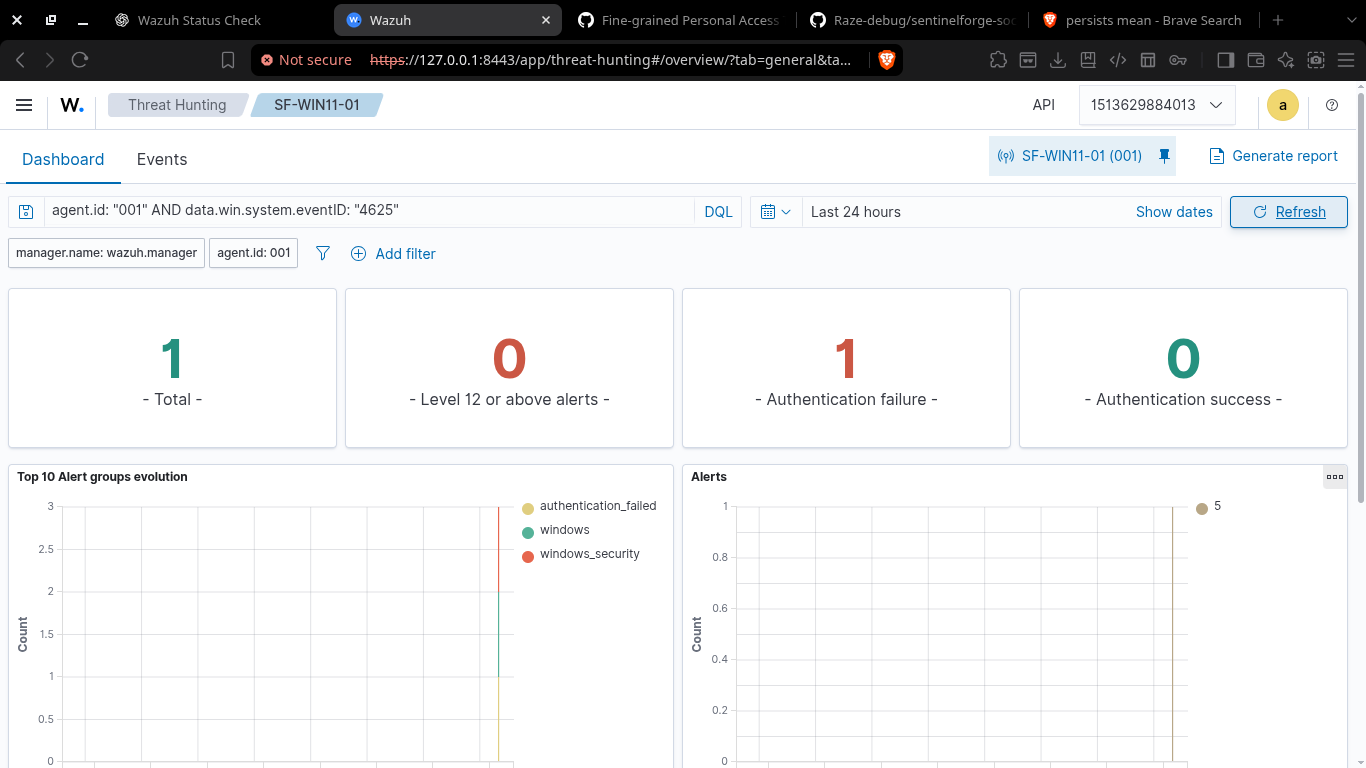 Wazuh Status Check
Wazuh
Fine-grained Personal Access
Raze-debug/sentinelforge-soc
persists mean - Brave Search
Not secure
https://127.0.0.1:8443/app/threat-hunting#/overview/?tab=general&ta...
W.
Threat Hunting
SF-WIN11-01
API
1513629884013
a
Dashboard
Events
SF-WIN11-01 (001)
Generate report
agent.id: "001" AND data.win.system.eventID: "4625"
DQL
Last 24 hours
Show dates
Refresh
manager.name: wazuh.manager
agent.id: 001
Add filter
1
- Total -
0
- Level 12 or above alerts -
1
- Authentication failure -
0
- Authentication success -
Top 10 Alert groups evolution
3
2.5
2
1.5
1
0.5
0
Count
authentication_failed
windows
windows_security
Alerts
1
0.8
0.6
0.4
0.2
0
Count
5